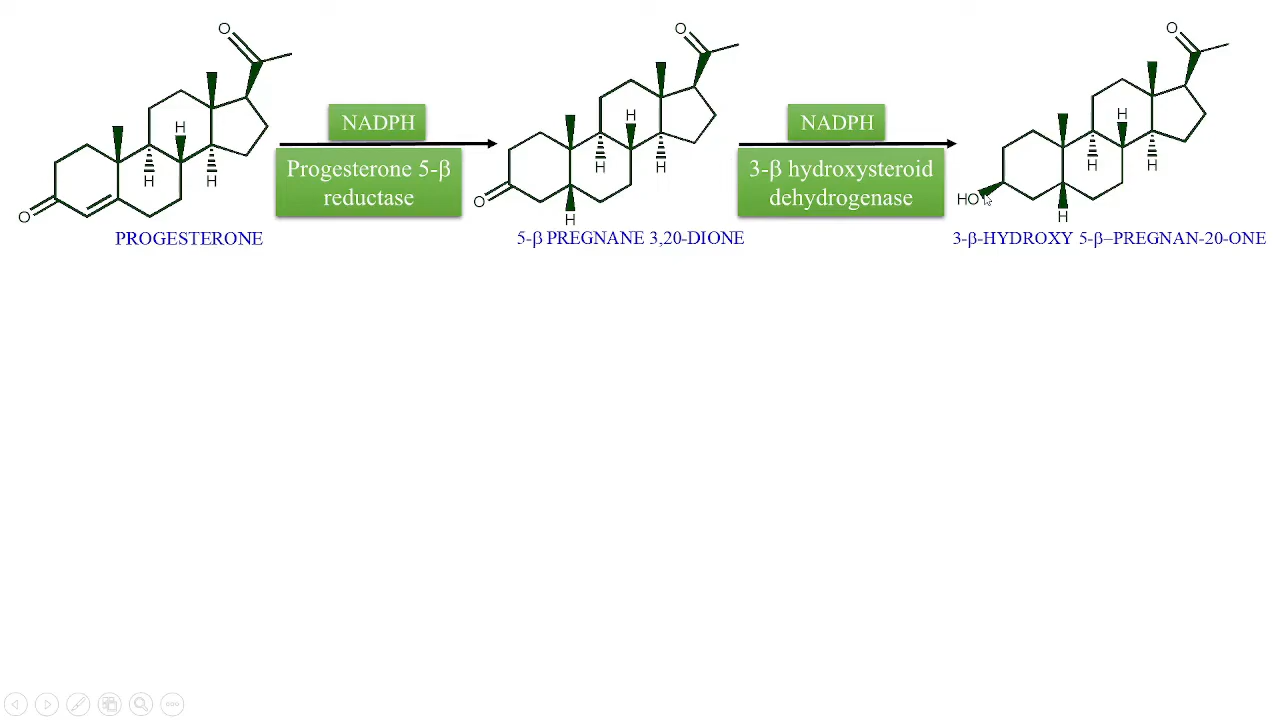 O
O
O
H
H
H
O
NADPH
Progesterone 5-β
reductase
PROGESTERONE
H
H
H
O
H
5-β PREGNANE 3,20-DIONE
NADPH
3-β hydroxysteroid
dehydrogenase
H
H
H
HO
H
3-β-HYDROXY 5-β–PREGNAN-20-ONE